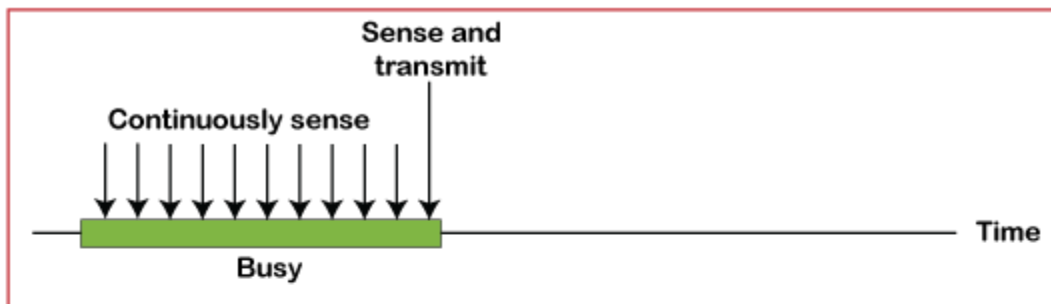 Sense and
transmit
Continuously sense
Time
Busy